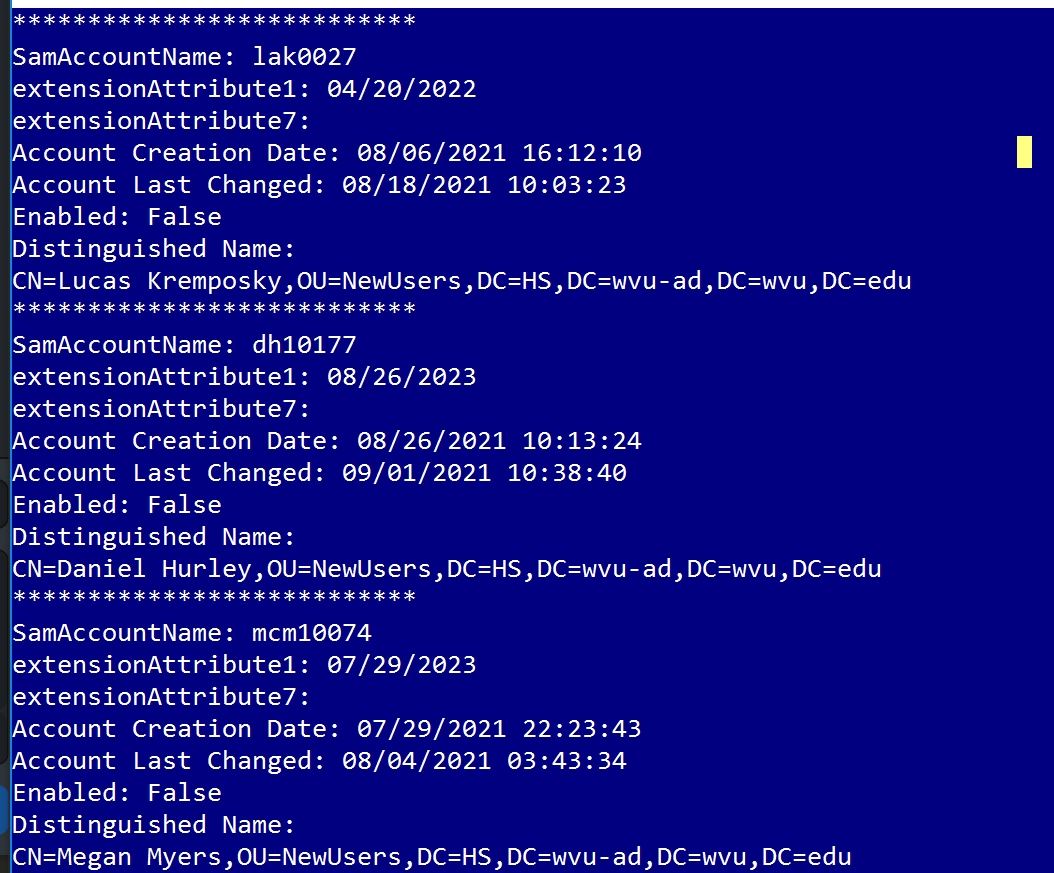 ***************************
SamAccountName: lak0027
extensionAttribute1: 04/20/2022
extensionAttribute7:
Account Creation Date: 08/06/2021 16:12:10
Account Last Changed: 08/18/2021 10:03:23
Enabled: False
Distinguished Name:
CN=Lucas Kremposky,OU=NewUsers,DC=HS,DC=wvu-ad,DC=wvu,DC=edu
***************************
SamAccountName: dh10177
extensionAttribute1: 08/26/2023
extensionAttribute7:
Account Creation Date: 08/26/2021 10:13:24
Account Last Changed: 09/01/2021 10:38:40
Enabled: False
Distinguished Name:
CN=Daniel Hurley,OU=NewUsers,DC=HS,DC=wvu-ad,DC=wvu,DC=edu
***************************
SamAccountName: mcm10074
extensionAttribute1: 07/29/2023
extensionAttribute7:
Account Creation Date: 07/29/2021 22:23:43
Account Last Changed: 08/04/2021 03:43:34
Enabled: False
Distinguished Name:
CN=Megan Myers,OU=NewUsers,DC=HS,DC=wvu-ad,DC=wvu,DC=edu